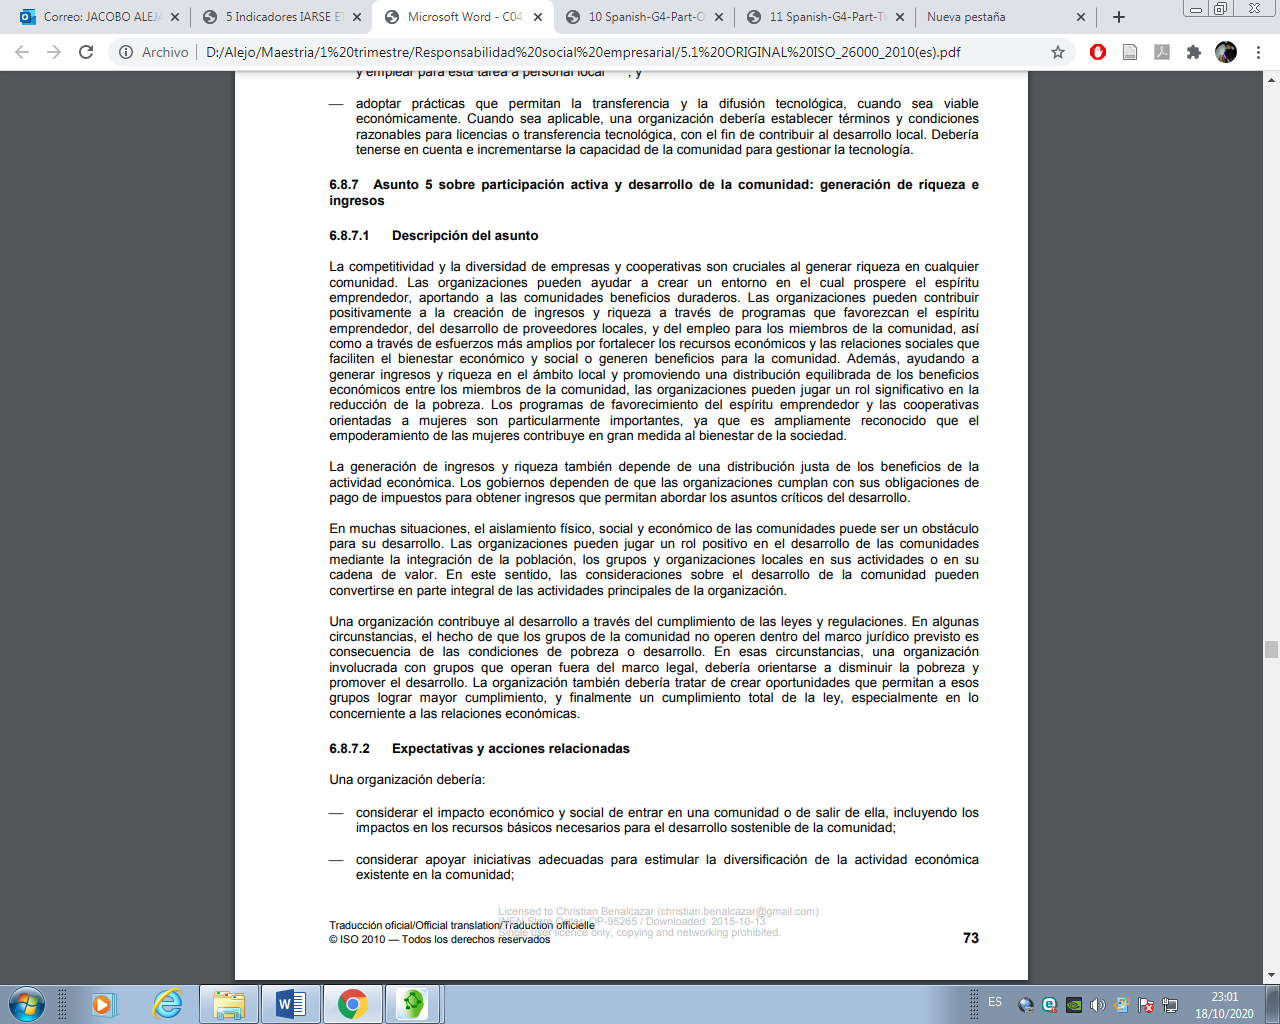 Correo: JACOBO ALEJ
5 Indicadores IARSE E
Microsoft Word - C04
10 Spanish-G4-Part-O
11 Spanish-G4-Part-T
Nueva pestaña
Archivo
D:/Alejo/Maestria/1%20trimestre/Responsabilidad%20social%20empresarial/5.1%20ORIGINAL%20ISO_26000_2010(es).pdf
y emplear para esta tarea a personal local , y
— adoptar prácticas que permitan la transferencia y la difusión tecnológica, cuando sea viable
económicamente. Cuando sea aplicable, una organización debería establecer términos y condiciones
razonables para licencias o transferencia tecnológica, con el fin de contribuir al desarrollo local. Debería
tenerse en cuenta e incrementarse la capacidad de la comunidad para gestionar la tecnología.
6.8.7 Asunto 5 sobre participación activa y desarrollo de la comunidad: generación de riqueza e
ingresos
6.8.7.1 Descripción del asunto
La competitividad y la diversidad de empresas y cooperativas son cruciales al generar riqueza en cualquier
comunidad. Las organizaciones pueden ayudar a crear un entorno en el cual prospere el espíritu
emprendedor, aportando a las comunidades beneficios duraderos. Las organizaciones pueden contribuir
positivamente a la creación de ingresos y riqueza a través de programas que favorezcan el espíritu
emprendedor, del desarrollo de proveedores locales, y del empleo para los miembros de la comunidad, así
como a través de esfuerzos más amplios por fortalecer los recursos económicos y las relaciones sociales que
faciliten el bienestar económico y social o generen beneficios para la comunidad. Además, ayudando a
generar ingresos y riqueza en el ámbito local y promoviendo una distribución equilibrada de los beneficios
económicos entre los miembros de la comunidad, las organizaciones pueden jugar un rol significativo en la
reducción de la pobreza. Los programas de favorecimiento del espíritu emprendedor y las cooperativas
orientadas a mujeres son particularmente importantes, ya que es ampliamente reconocido que el
empoderamiento de las mujeres contribuye en gran medida al bienestar de la sociedad.
La generación de ingresos y riqueza también depende de una distribución justa de los beneficios de la
actividad económica. Los gobiernos dependen de que las organizaciones cumplan con sus obligaciones de
pago de impuestos para obtener ingresos que permitan abordar los asuntos críticos del desarrollo.
En muchas situaciones, el aislamiento físico, social y económico de las comunidades puede ser un obstáculo
para su desarrollo. Las organizaciones pueden jugar un rol positivo en el desarrollo de las comunidades
mediante la integración de la población, los grupos y organizaciones locales en sus actividades o en su
cadena de valor. En este sentido, las consideraciones sobre el desarrollo de la comunidad pueden
convertirse en parte integral de las actividades principales de la organización.
Una organización contribuye al desarrollo a través del cumplimiento de las leyes y regulaciones. En algunas
circunstancias, el hecho de que los grupos de la comunidad no operen dentro del marco jurídico previsto es
consecuencia de las condiciones de pobreza o desarrollo. En esas circunstancias, una organización
involucrada con grupos que operan fuera del marco legal, debería orientarse a disminuir la pobreza y
promover el desarrollo. La organización también debería tratar de crear oportunidades que permitan a esos
grupos lograr mayor cumplimiento, y finalmente un cumplimiento total de la ley, especialmente en lo
concerniente a las relaciones económicas.
6.8.7.2 Expectativas y acciones relacionadas
Una organización debería:
— considerar el impacto económico y social de entrar en una comunidad o de salir de ella, incluyendo los
impactos en los recursos básicos necesarios para el desarrollo sostenible de la comunidad;
— considerar apoyar iniciativas adecuadas para estimular la diversificación de la actividad económica
existente en la comunidad;
Licensed to Christian Benalcazar (christian.benalcazar@gmail.com)
INEN Store Order: OP-95265 / Downloaded: 2015-10-13
Single user licence only, copying and networking prohibited.
Traducción oficial/Official translation/Traduction officielle
© ISO 2010 — Todos los derechos reservados
73
ES
23:01
18/10/2020